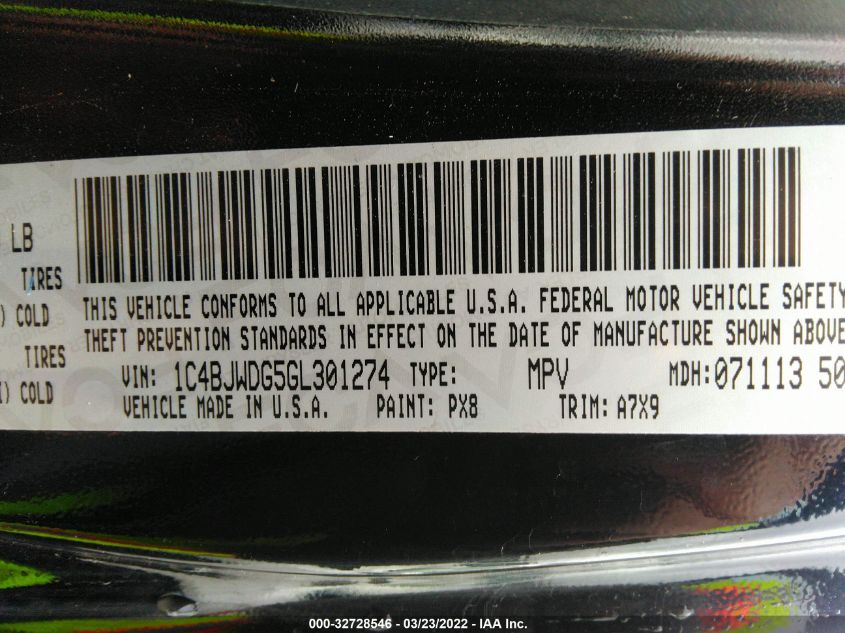 LB
TIRES
) COLD
TIRES
) COLD
THIS VEHICLE CONFORMS TO ALL APPLICABLE U.S.A. FEDERAL MOTOR VEHICLE SAFETY
THEFT PREVENTION STANDARDS IN EFFECT ON THE DATE OF MANUFACTURE SHOWN ABOVE
VIN: 1C4BJWDG5GL301274 TYPE: MPV MDH:071113 50
VEHICLE MADE IN U.S.A. PAINT: PX8 TRIM: A7X9
000-32728546 - 03/23/2022 - IAA Inc.